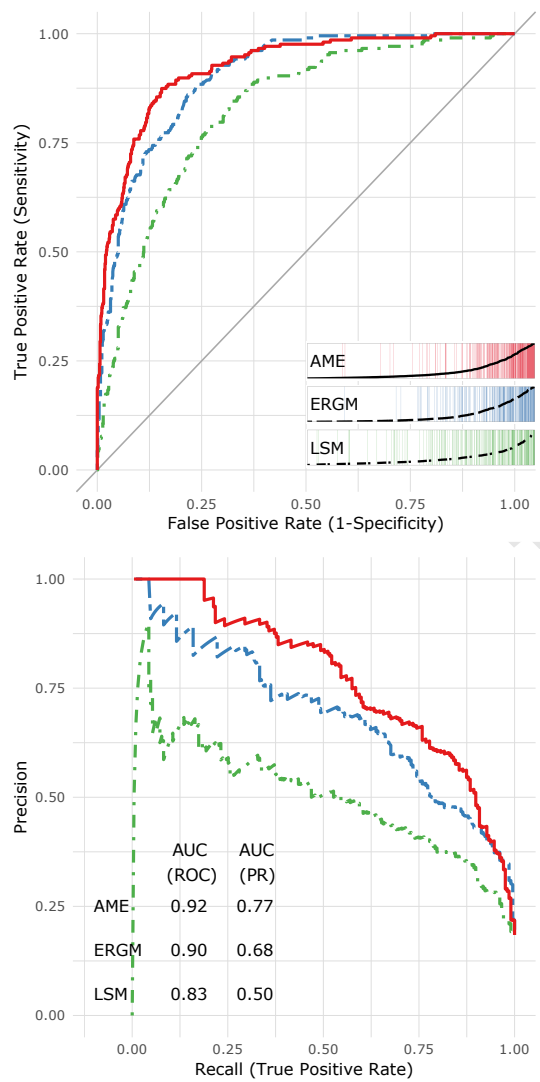 1.00
0.75
0.50
0.25
0.00
True Positive Rate (Sensitivity)
AME
ERGM
LSM
0.00 0.25 0.50 0.75 1.00
False Positive Rate (1-Specificity)
1.00
0.75
0.50
0.25
0.00
Precision
AUC AUC
(ROC) (PR)
AME 0.92 0.77
ERGM 0.90 0.68
LSM 0.83 0.50
0.00 0.25 0.50 0.75 1.00
Recall (True Positive Rate)